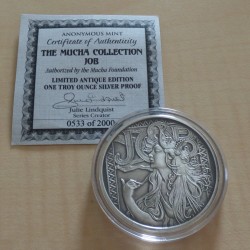 ANONYMOUS MINT
Certificate of Authenticity
THE MUCHA COLLECTION
JOB
Authorized by the Mucha Foundation
LIMITED ANTIQUE EDITION
ONE TROY OUNCE SILVER PROOF
Julie Lindquist
Series Creator
0533 of 2000
JOB